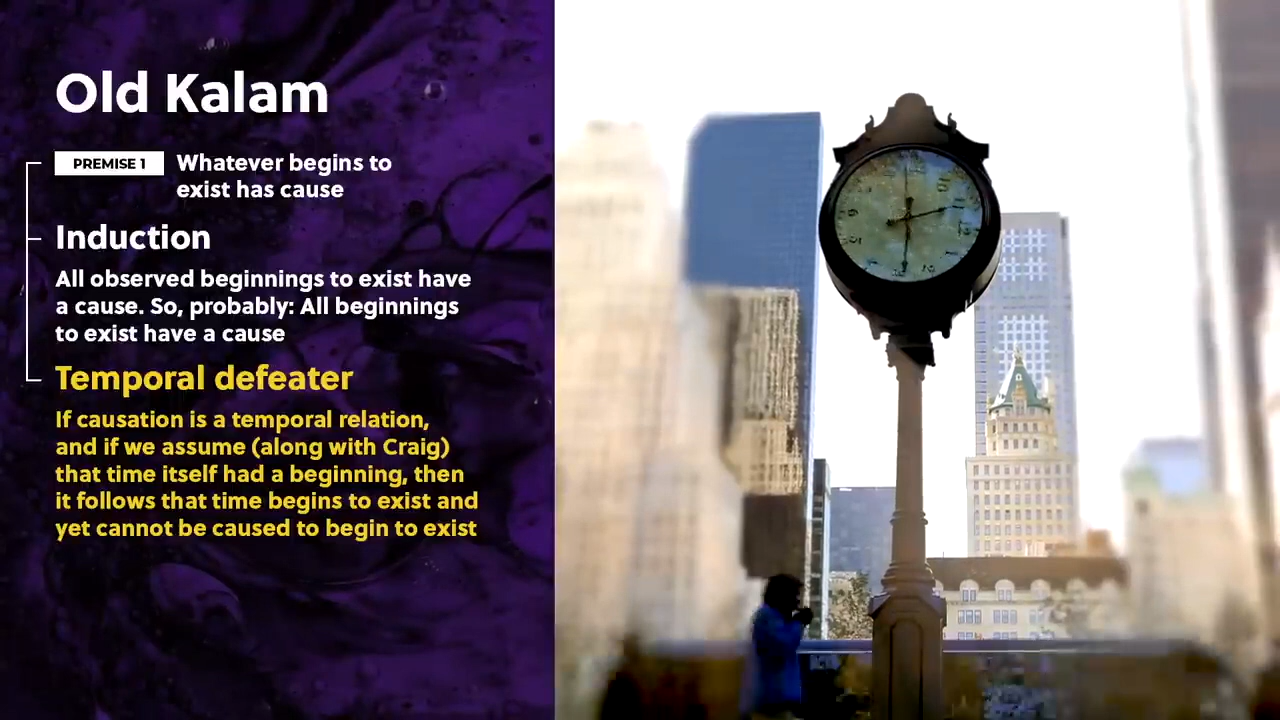 Old Kalam
PREMISE 1 Whatever begins to
exist has cause
Induction
All observed beginnings to exist have
a cause. So, probably: All beginnings
to exist have a cause
Temporal defeater
If causation is a temporal relation,
and if we assume (along with Craig)
that time itself had a beginning, then
it follows that time begins to exist and
yet cannot be caused to begin to exist